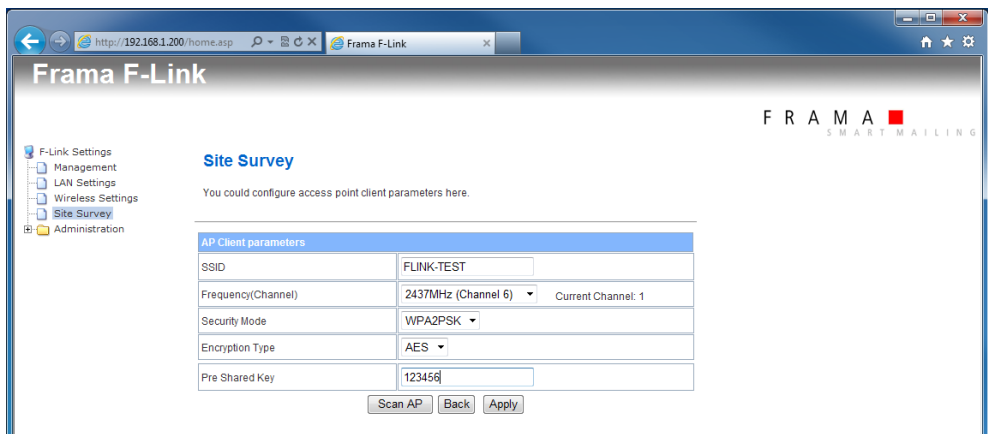 http://192.168.1.200/home.asp
Frama F-Link
Frama F-Link
FRAMA
SMART MAILING
F-Link Settings
Management
LAN Settings
Wireless Settings
Site Survey
Administration
Site Survey
You could configure access point client parameters here.
AP Client parameters
SSID FLINK-TEST
Frequency(Channel) 2437MHz (Channel 6) Current Channel: 1
Security Mode WPA2PSK
Encryption Type AES
Pre Shared Key 123456
Scan AP Back Apply